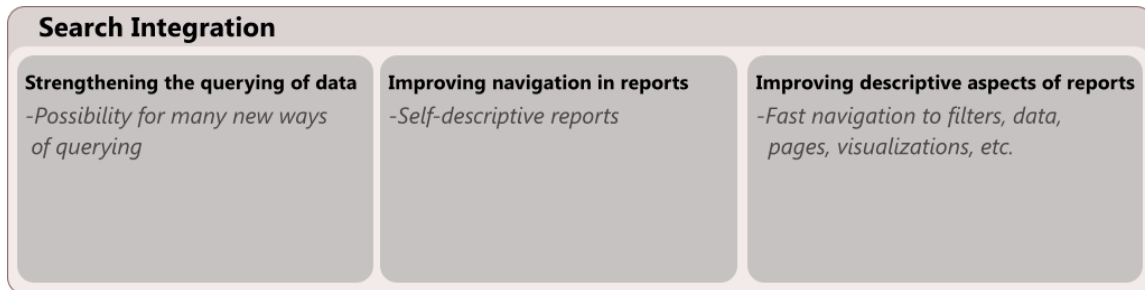 Search Integration
Strengthening the querying of data
-Possibility for many new ways
of querying
Improving navigation in reports
-Self-descriptive reports
Improving descriptive aspects of reports
-Fast navigation to filters, data,
pages, visualizations, etc.